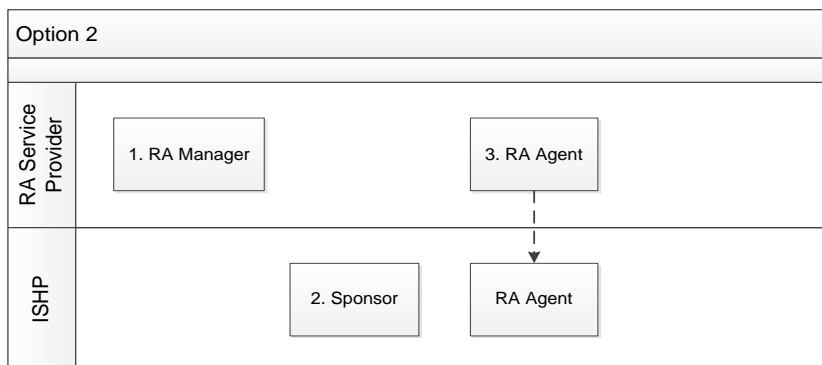 Option 2
RA Service
Provider
1. RA Manager
3. RA Agent
ISHP
2. Sponsor
RA Agent